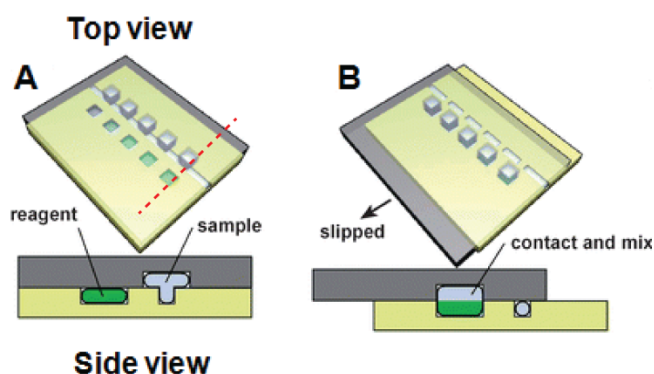 Top view
A
B
reagent
sample
slipped
contact and mix
Side view